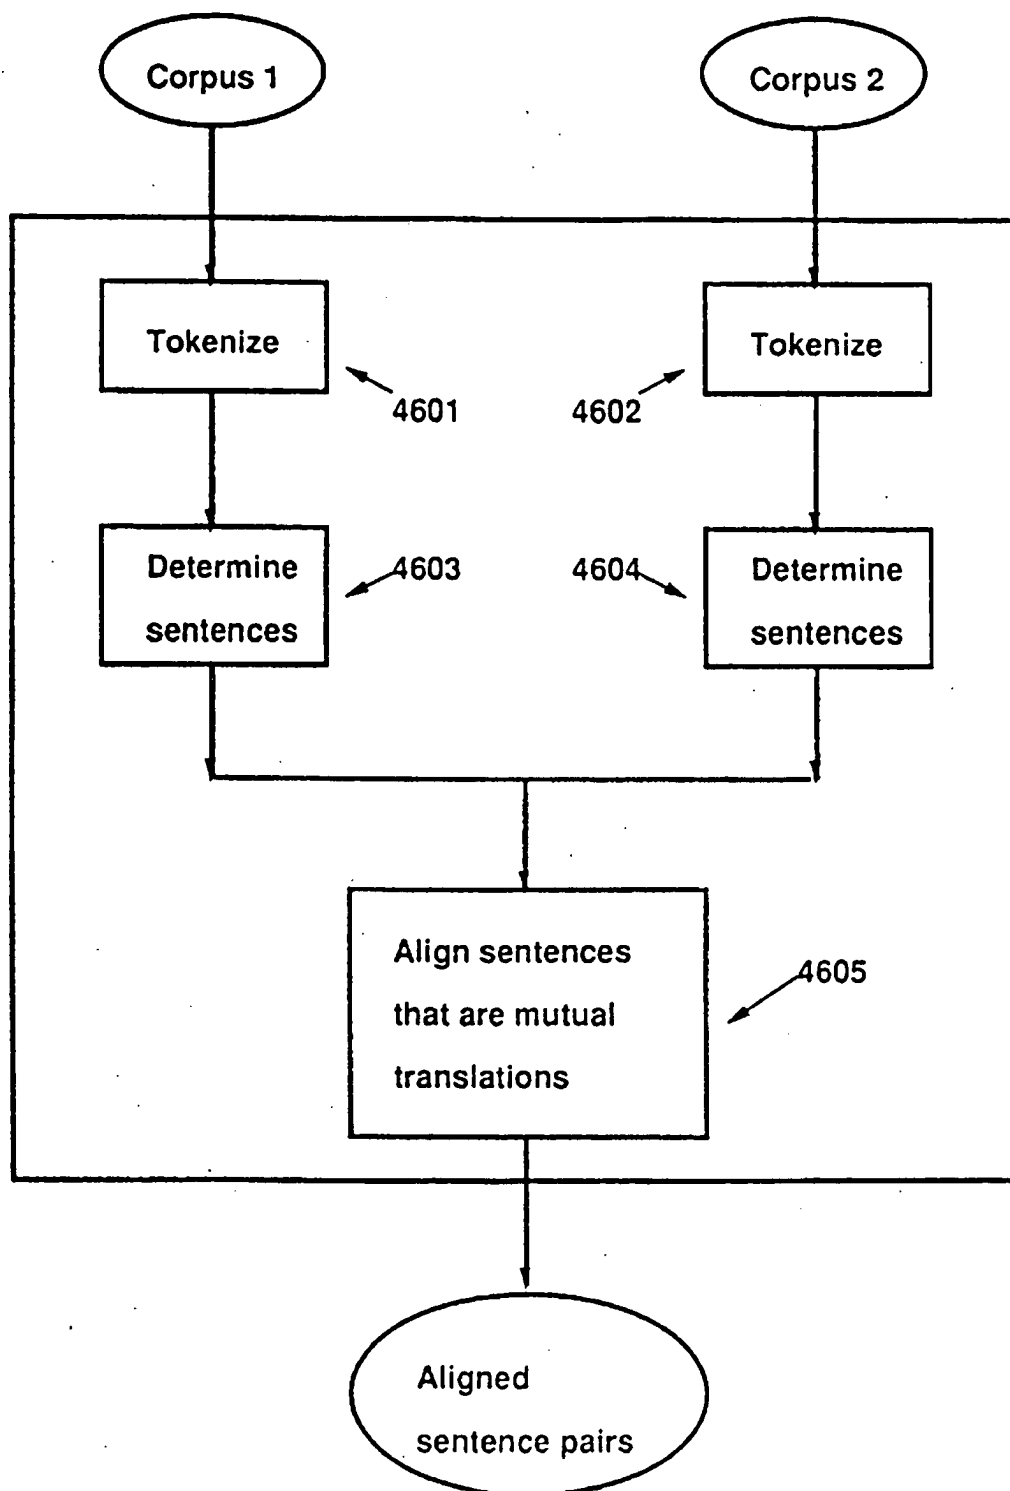 Corpus 1
Corpus 2
Tokenize
Tokenize
4601
4602
Determine
sentences
4603
4604
Determine
sentences
Align sentences
that are mutual
translations
4605
Aligned
sentence pairs